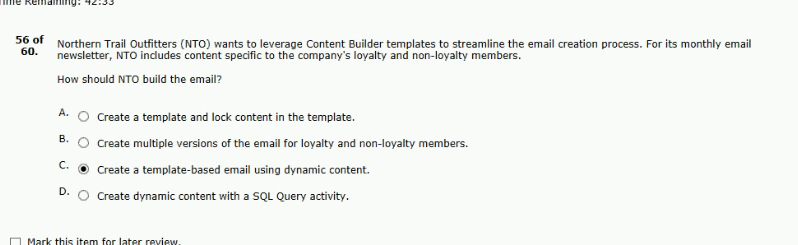 Time Remaining: 42:33
56 of 60.
Northern Trail Outfitters (NTO) wants to leverage Content Builder templates to streamline the email creation process. For its monthly email
newsletter, NTO includes content specific to the company's loyalty and non-loyalty members.
How should NTO build the email?
A. Create a template and lock content in the template.
B. Create multiple versions of the email for loyalty and non-loyalty members.
C. Create a template-based email using dynamic content.
D. Create dynamic content with a SQL Query activity.
Mark this item for later review.